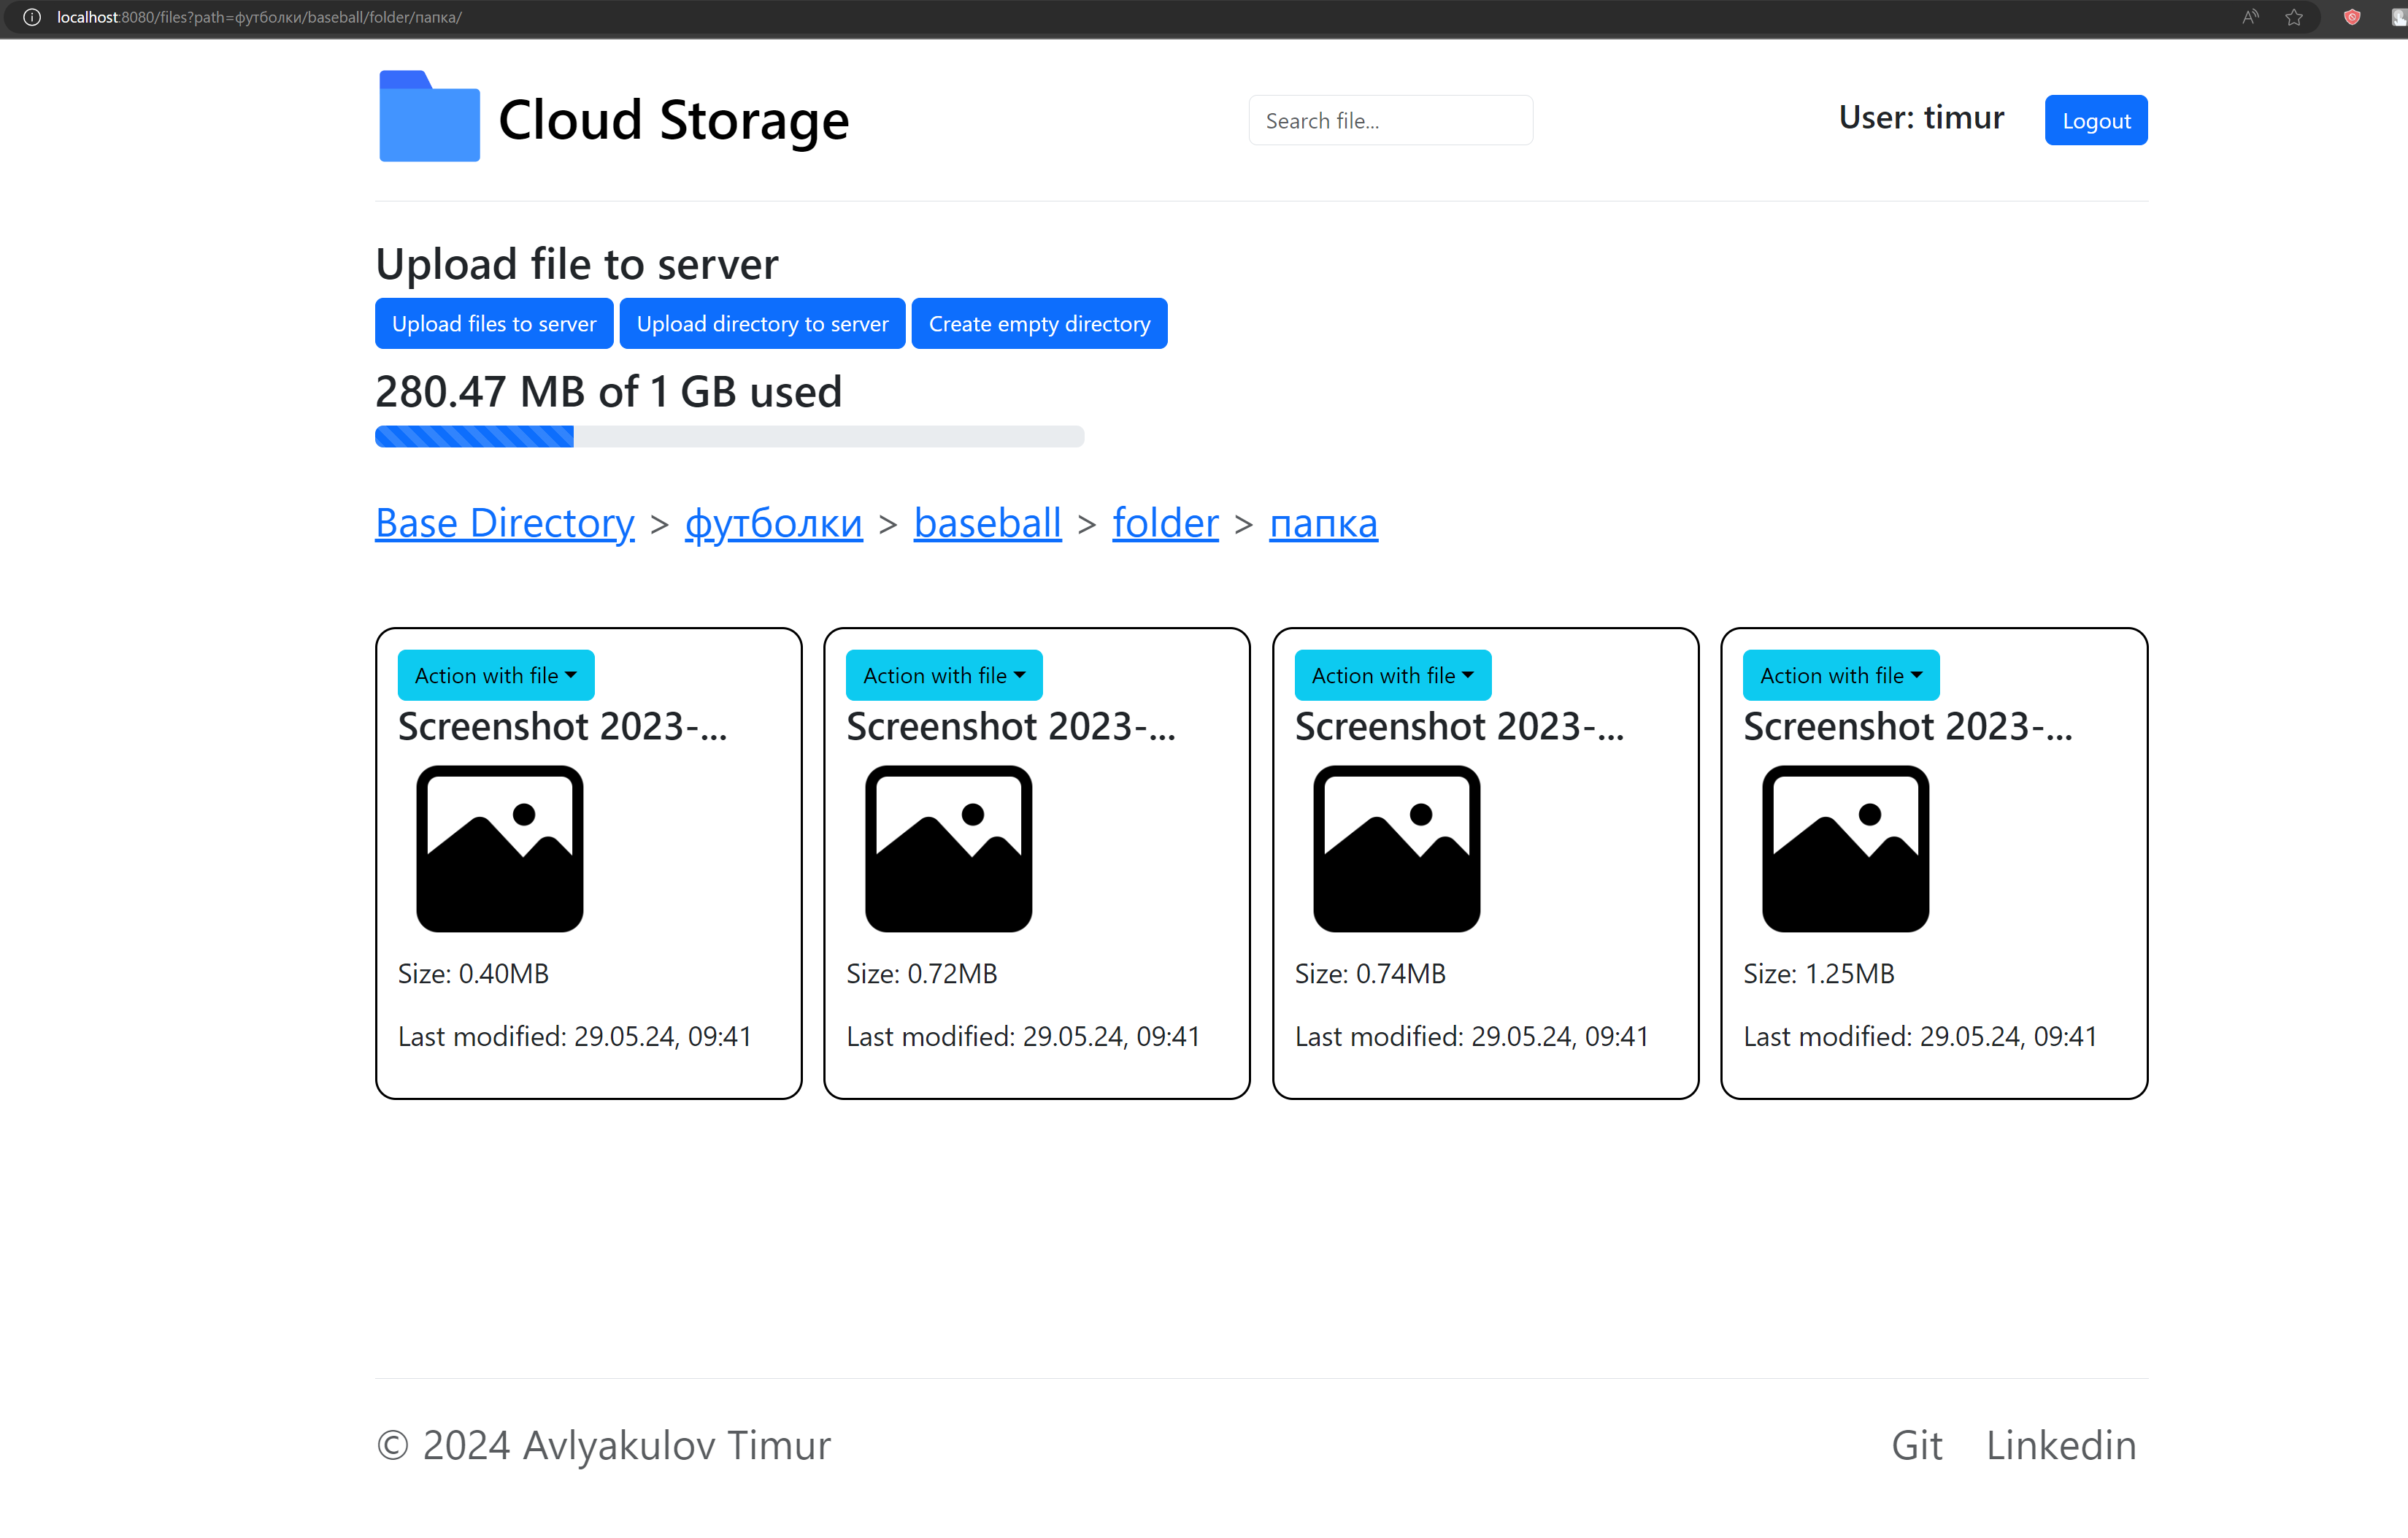 localhost:8080/files?path=футболки/baseball/folder/папка/
Cloud Storage
Search file...
User: timur
Logout
Upload file to server
Upload files to server
Upload directory to server
Create empty directory
280.47 MB of 1 GB used
Base Directory > футболки > baseball > folder > папка
Action with file
Screenshot 2023-...
Size: 0.40MB
Last modified: 29.05.24, 09:41
Action with file
Screenshot 2023-...
Size: 0.72MB
Last modified: 29.05.24, 09:41
Action with file
Screenshot 2023-...
Size: 0.74MB
Last modified: 29.05.24, 09:41
Action with file
Screenshot 2023-...
Size: 1.25MB
Last modified: 29.05.24, 09:41
© 2024 Avlyakulov Timur
Git
Linkedin